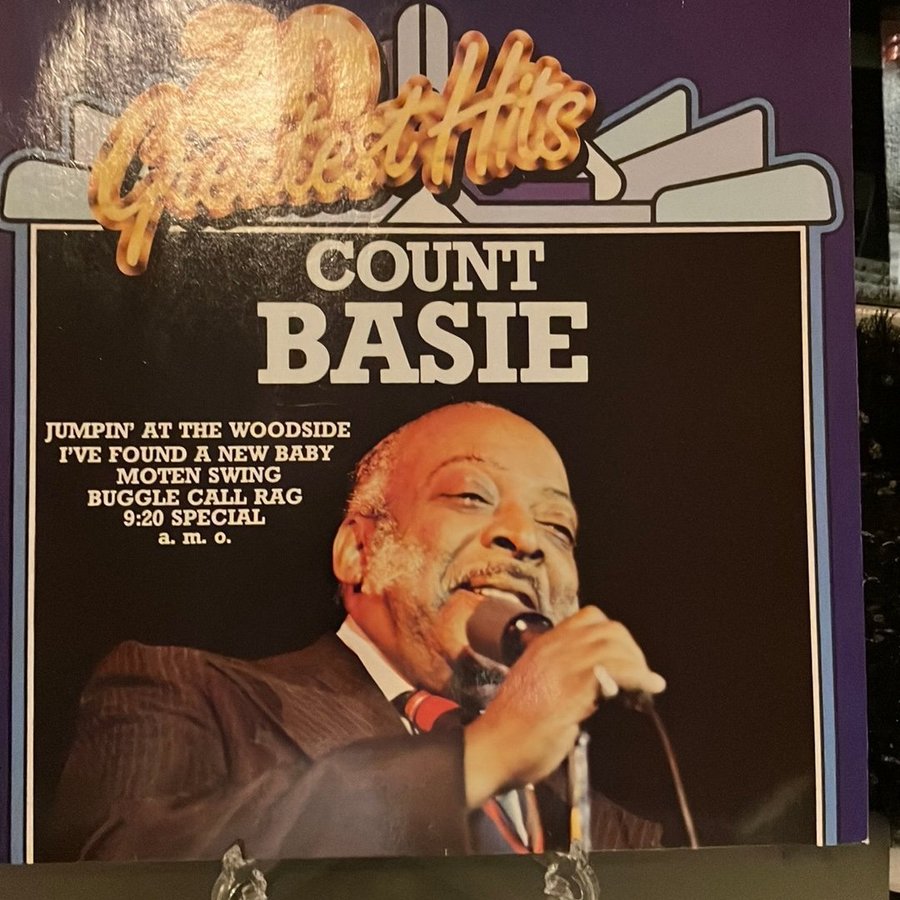 20
Greatest Hits
COUNT
BASIE
JUMPIN' AT THE WOODSIDE
I'VE FOUND A NEW BABY
MOTEN SWING
BUGGLE CALL RAG
9:20 SPECIAL
a. m. o.